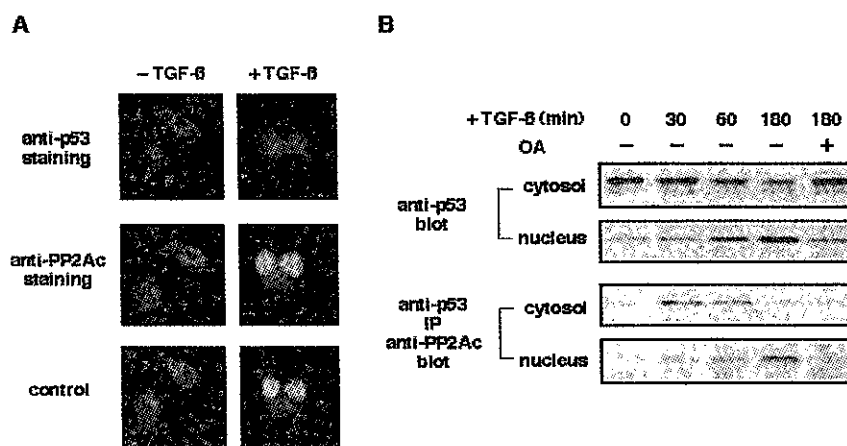 A
− TGF-β
+ TGF-β
anti-p53
staining
anti-PP2Ac
staining
control
B
+ TGF-β (min) 0 30 60 180 180
OA − − − − +
anti-p53
blot
cytosol
nucleus
anti-p53
IP
anti-PP2Ac
blot
cytosol
nucleus